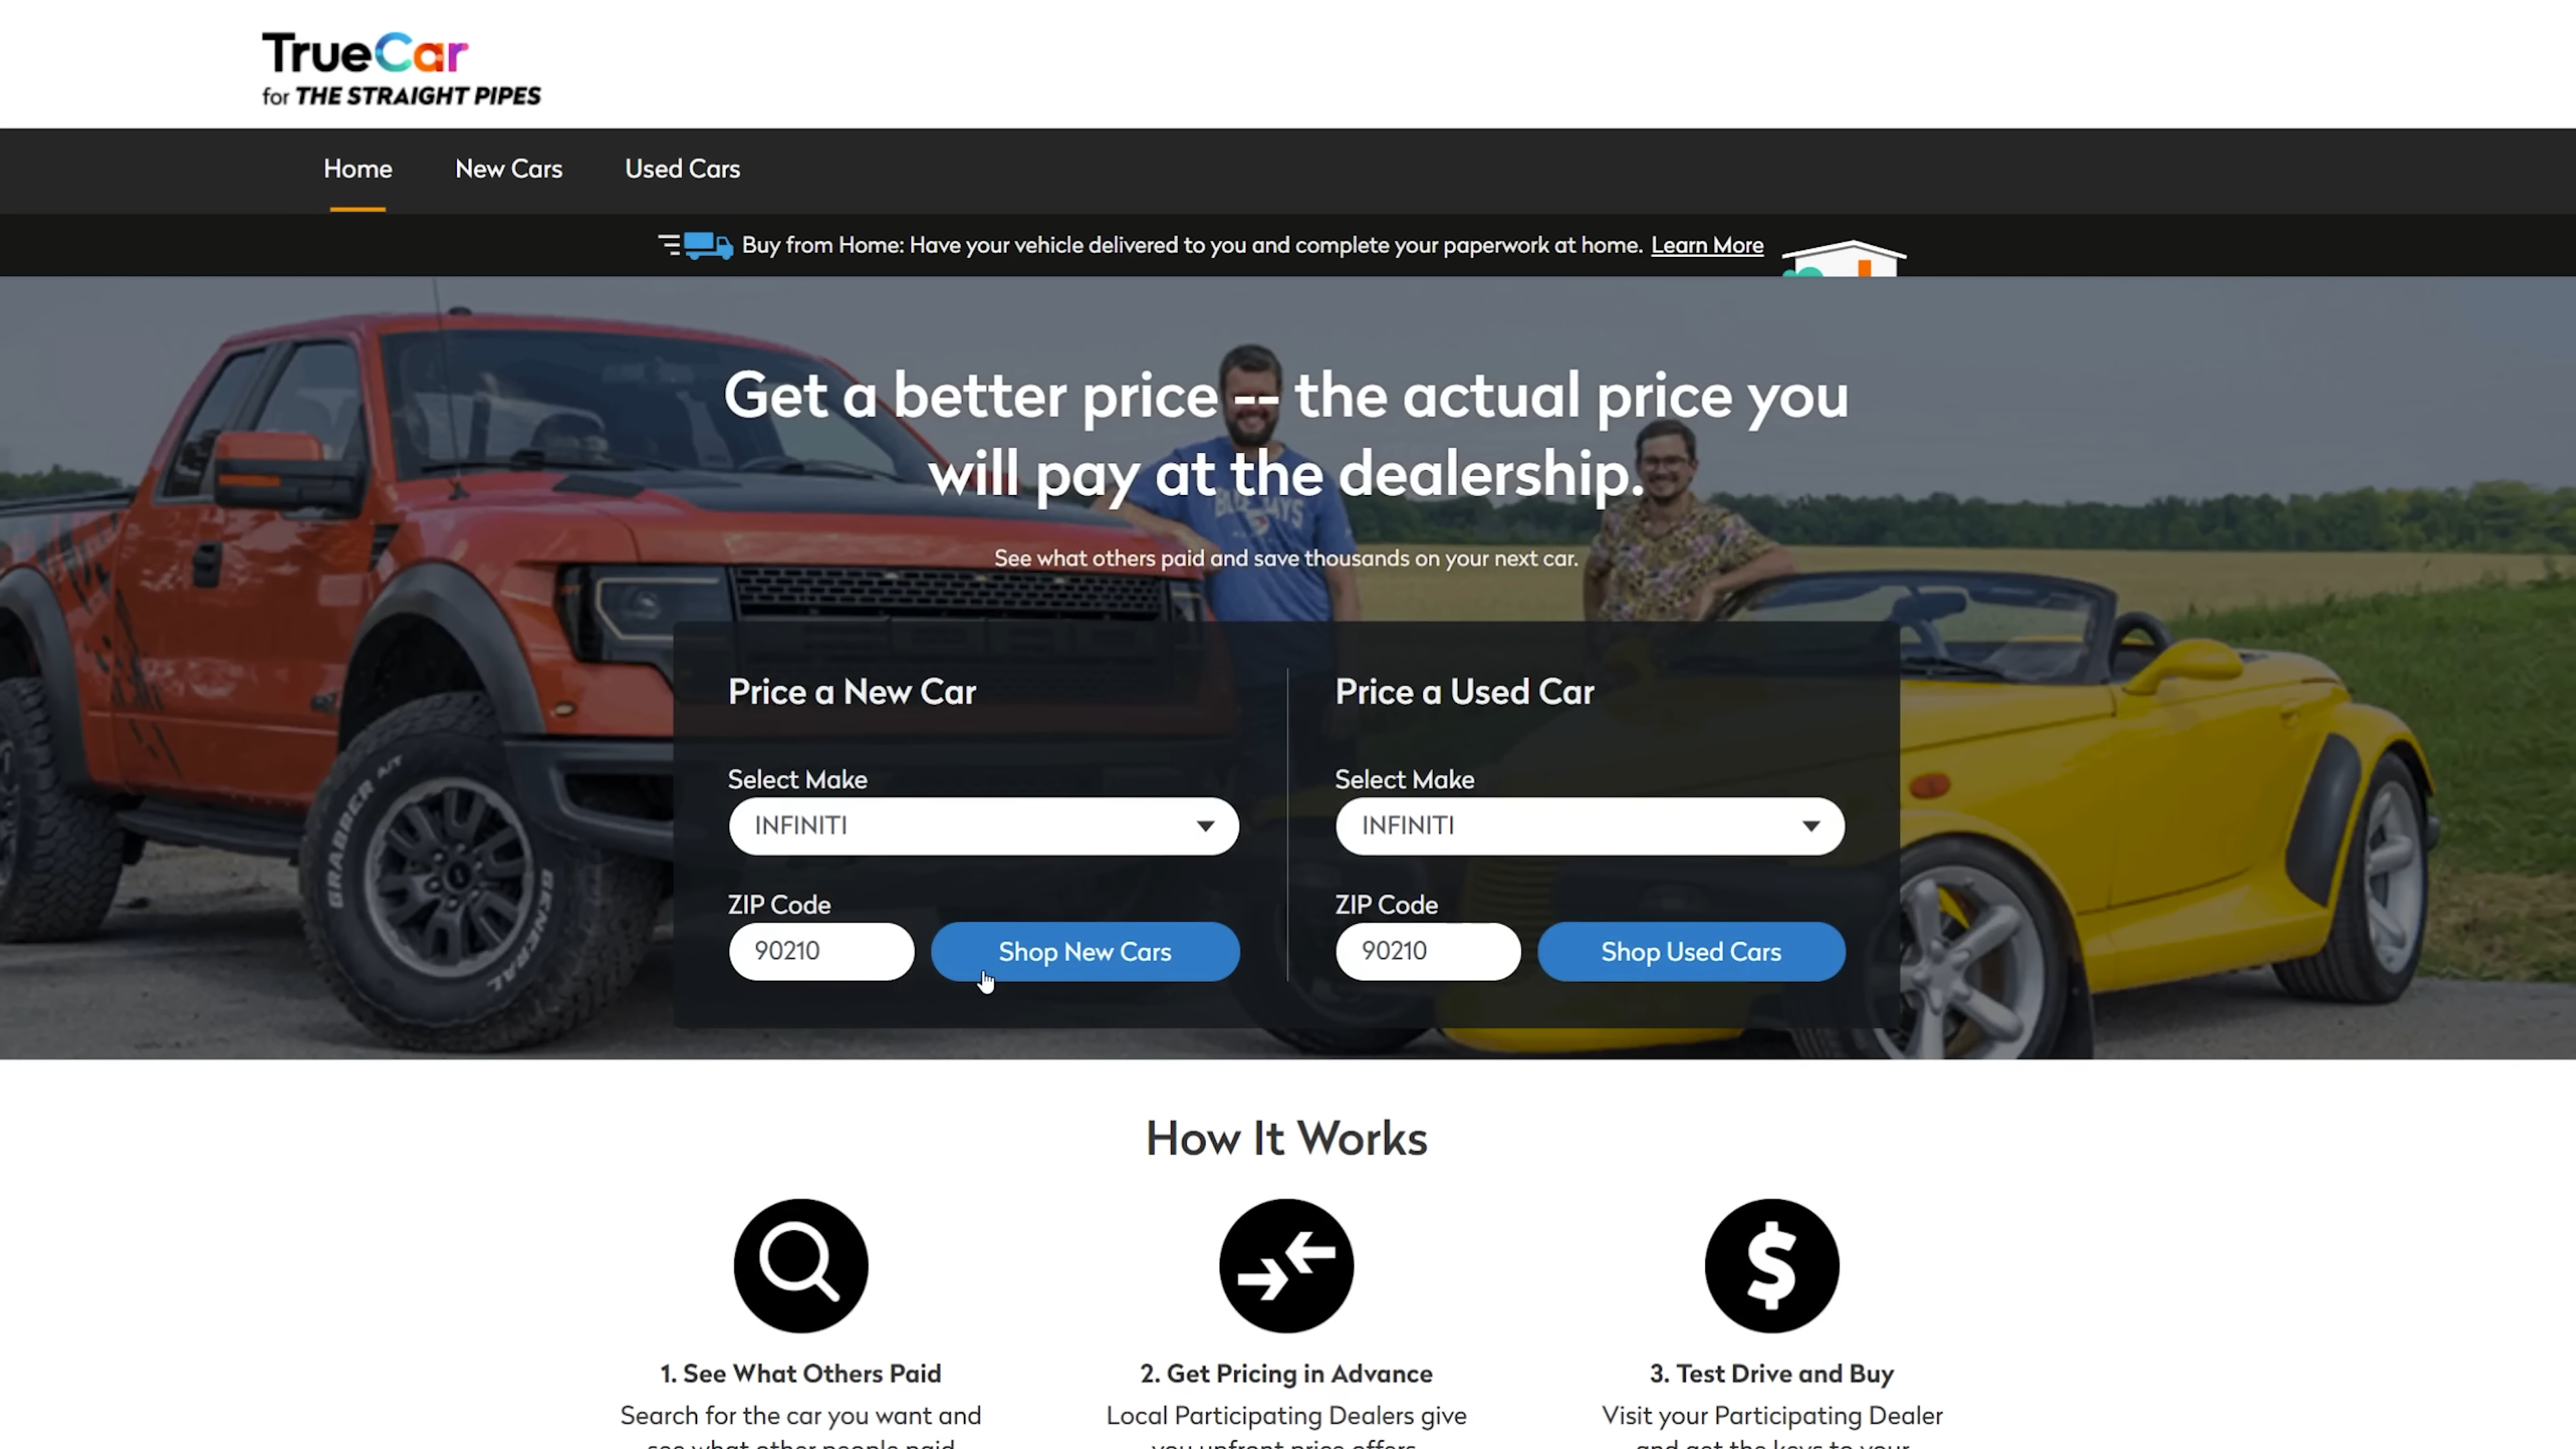 TrueCar
for THE STRAIGHT PIPES
Home New Cars Used Cars
Buy from Home: Have your vehicle delivered to you and complete your paperwork at home. Learn More
Get a better price -- the actual price you
will pay at the dealership.
BLUE JAYS
See what others paid and save thousands on your next car.
Price a New Car
Select Make
INFINITI
ZIP Code
90210
Shop New Cars
Price a Used Car
Select Make
INFINITI
ZIP Code
90210
Shop Used Cars
GRABBER A/T
GENERAL
How It Works
1. See What Others Paid
Search for the car you want and
see what other people paid
2. Get Pricing in Advance
Local Participating Dealers give
you upfront price offers
3. Test Drive and Buy
Visit your Participating Dealer
and get the keys to your